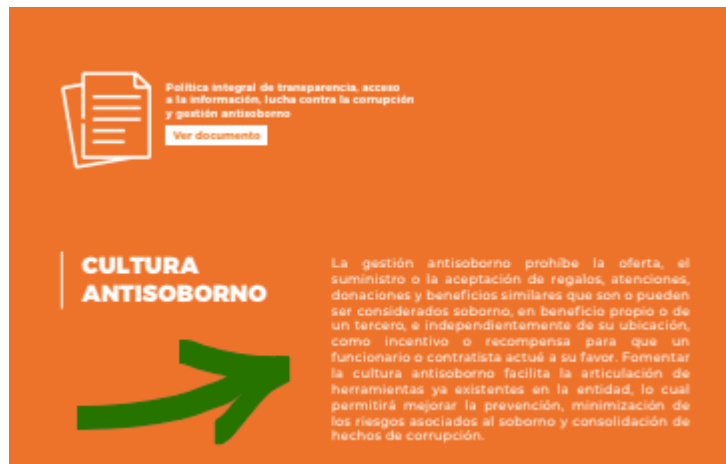 Política integral de transparencia, acceso
a la información, lucha contra la corrupción
y gestión antisoborno
Ver documento
CULTURA
ANTISOBORNO
La gestión antisoborno prohíbe la oferta, el
suministro o la aceptación de regalos, atenciones,
donaciones y beneficios similares que son o pueden
ser considerados soborno, en beneficio propio o de
un tercero, e independientemente de su ubicación,
como incentivo o recompensa para que un
funcionario o contratista actué a su favor. Fomentar
la cultura antisoborno facilita la articulación de
herramientas ya existentes en la entidad, lo cual
permitirá mejorar la prevención, minimización de
los riesgos asociados al soborno y consolidación de
hechos de corrupción.